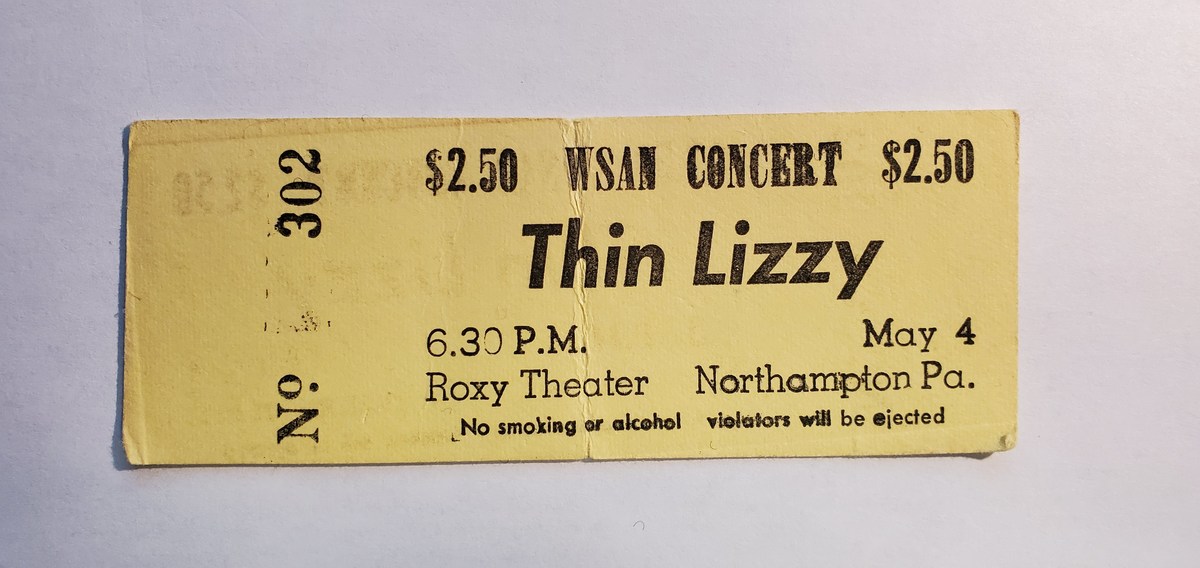 No. 302
$2.50 WSAN CONCERT $2.50
Thin Lizzy
6.30 P.M. May 4
Roxy Theater Northampton Pa.
No smoking or alcohol violators will be ejected